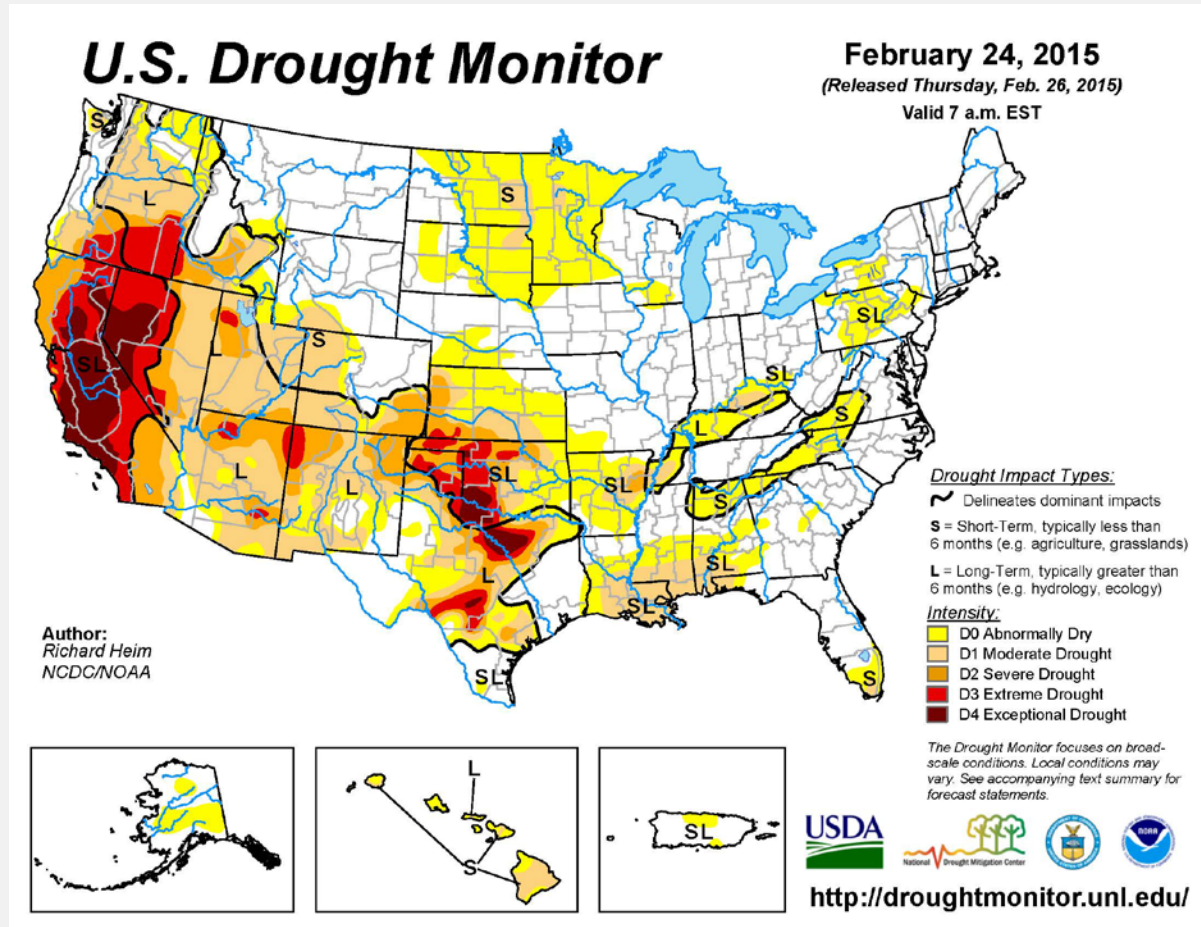 U.S. Drought Monitor
February 24, 2015
(Released Thursday, Feb. 26, 2015)
Valid 7 a.m. EST
S
L
S
SL
L
S
L
L
SL
L
SL
SL
SL
L
S
SL
S
SL
SL
S
SL
Drought Impact Types:
Delineates dominant impacts
S = Short-Term, typically less than
6 months (e.g. agriculture, grasslands)
L = Long-Term, typically greater than
6 months (e.g. hydrology, ecology)
Intensity:
D0 Abnormally Dry
D1 Moderate Drought
D2 Severe Drought
D3 Extreme Drought
D4 Exceptional Drought
Author:
Richard Heim
NCDC/NOAA
L
S
SL
The Drought Monitor focuses on broad-
scale conditions. Local conditions may
vary. See accompanying text summary for
forecast statements.
USDA
National Drought Mitigation Center
NOAA
http://droughtmonitor.unl.edu/